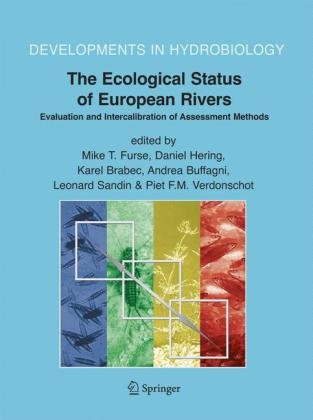 DEVELOPMENTS IN HYDROBIOLOGY
The Ecological Status
of European Rivers
Evaluation and Intercalibration of Assessment Methods
edited by
Mike T. Furse, Daniel Hering,
Karel Brabec, Andrea Buffagni,
Leonard Sandin & Piet F.M. Verdonschot
Springer